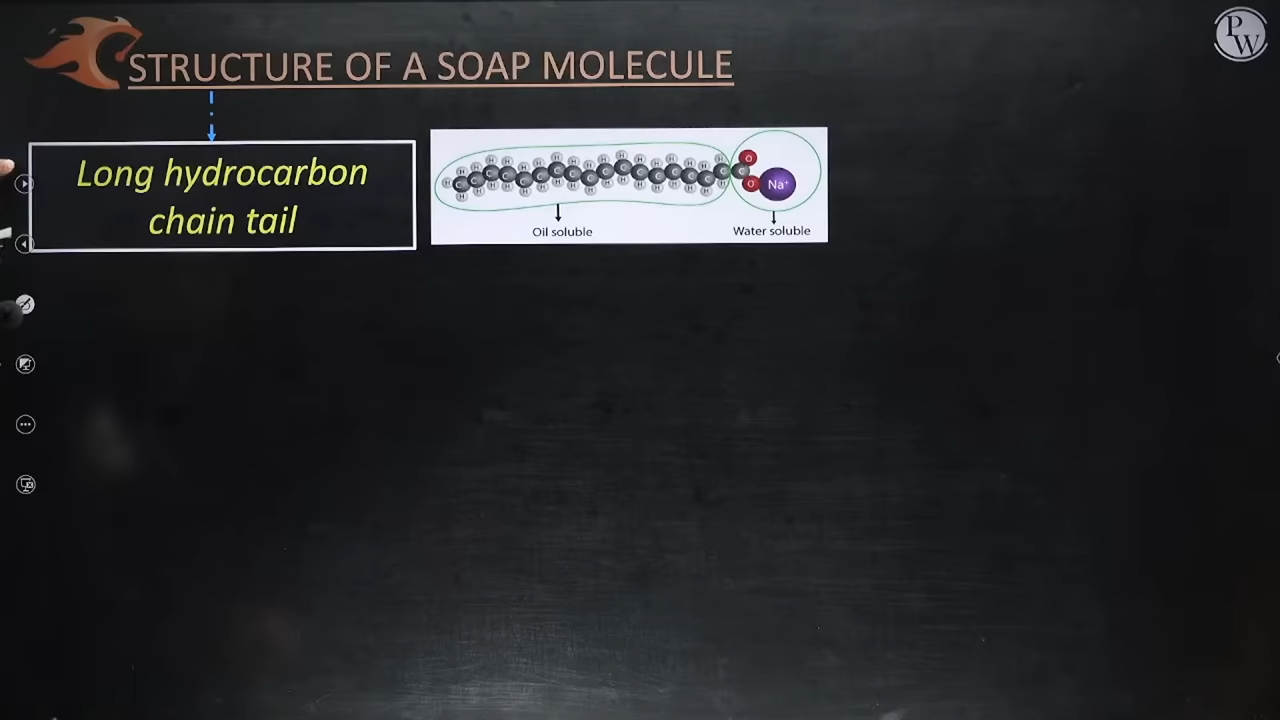 STRUCTURE OF A SOAP MOLECULE
PW
Long hydrocarbon
chain tail
O
O⁻
Na⁺
Oil soluble
Water soluble